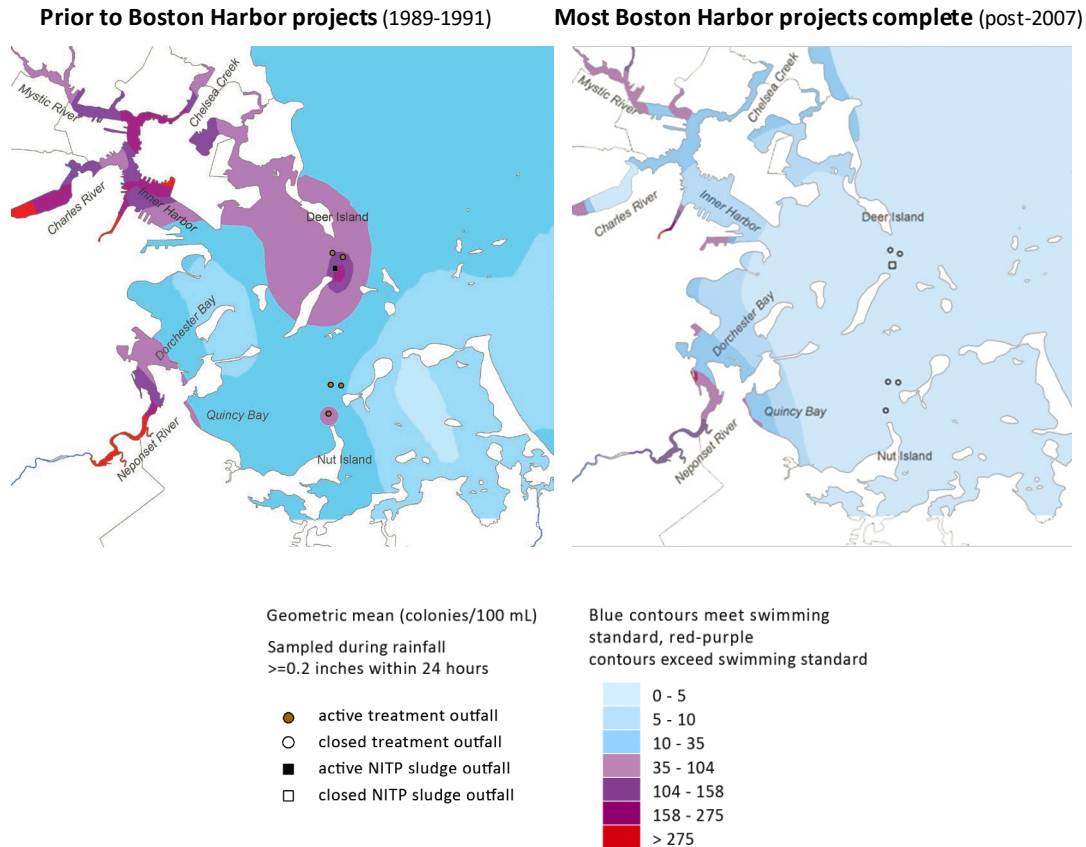 Prior to Boston Harbor projects (1989-1991)
Most Boston Harbor projects complete (post-2007)
Mystic River
Chelsea Creek
Charles River
Inner Harbor
Deer Island
Dorchester Bay
Quincy Bay
Neponset River
Nut Island
Mystic River
Chelsea Creek
Charles River
Inner Harbor
Deer Island
Dorchester Bay
Quincy Bay
Neponset River
Nut Island
Geometric mean (colonies/100 mL)
Sampled during rainfall
>=0.2 inches within 24 hours
active treatment outfall
closed treatment outfall
active NITP sludge outfall
closed NITP sludge outfall
Blue contours meet swimming
standard, red-purple
contours exceed swimming standard
0 - 5
5 - 10
10 - 35
35 - 104
104 - 158
158 - 275
> 275